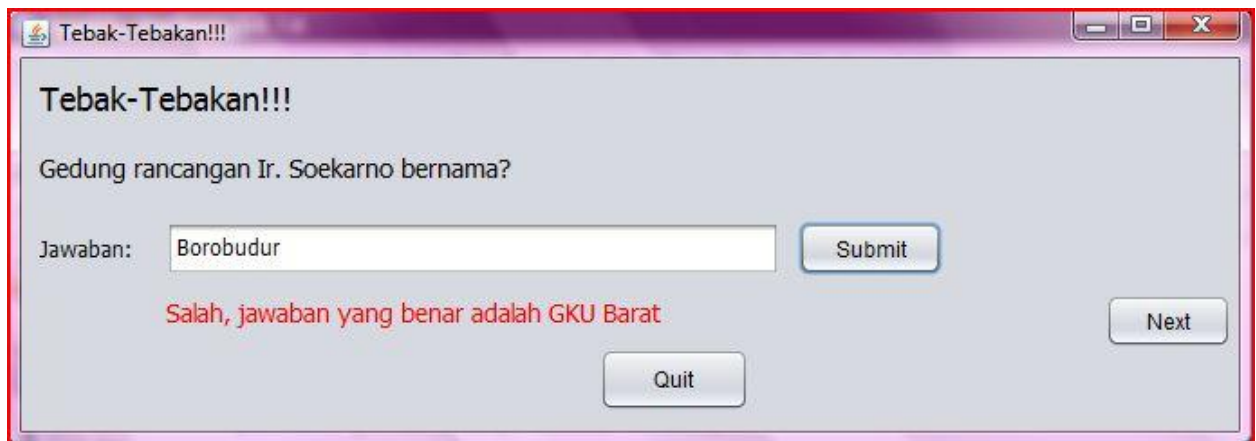 Tebak-Tebakan!!!
Tebak-Tebakan!!!
Gedung rancangan Ir. Soekarno bernama?
Jawaban: Borobudur Submit
Salah, jawaban yang benar adalah GKU Barat
Next
Quit